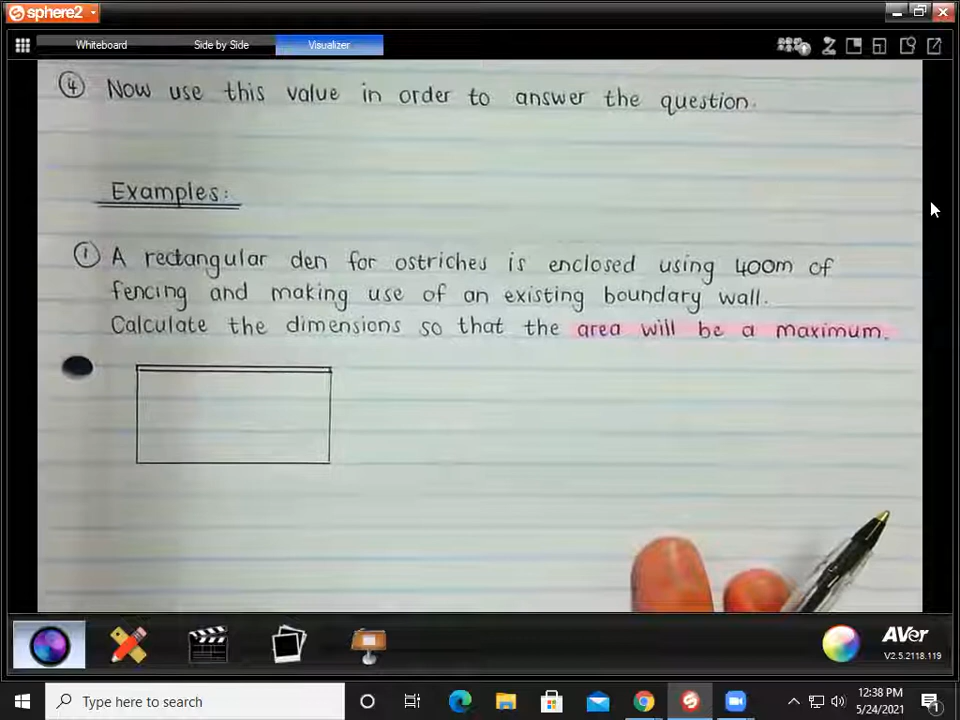 sphere2
Whiteboard Side by Side Visualizer
④ Now use this value in order to answer the question.
Examples:
① A rectangular den for ostriches is enclosed using 400m of
fencing and making use of an existing boundary wall.
Calculate the dimensions so that the area will be a maximum.
AVer
V2.5.2118.119
Type here to search
12:38 PM
5/24/2021
1